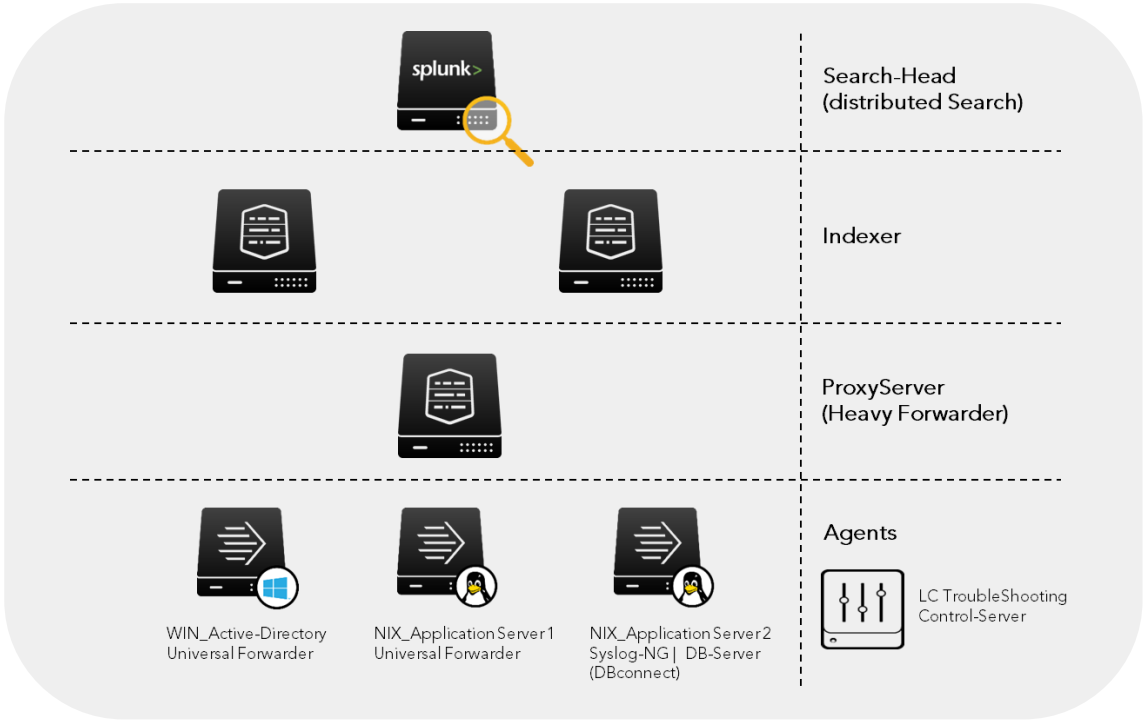 splunk>
Search-Head
(distributed Search)
Indexer
ProxyServer
(Heavy Forwarder)
Agents
LC TroubleShooting
Control-Server
WIN_Active-Directory
Universal Forwarder
NIX_Application Server 1
Universal Forwarder
NIX_Application Server 2
Syslog-NG | DB-Server
(DBconnect)